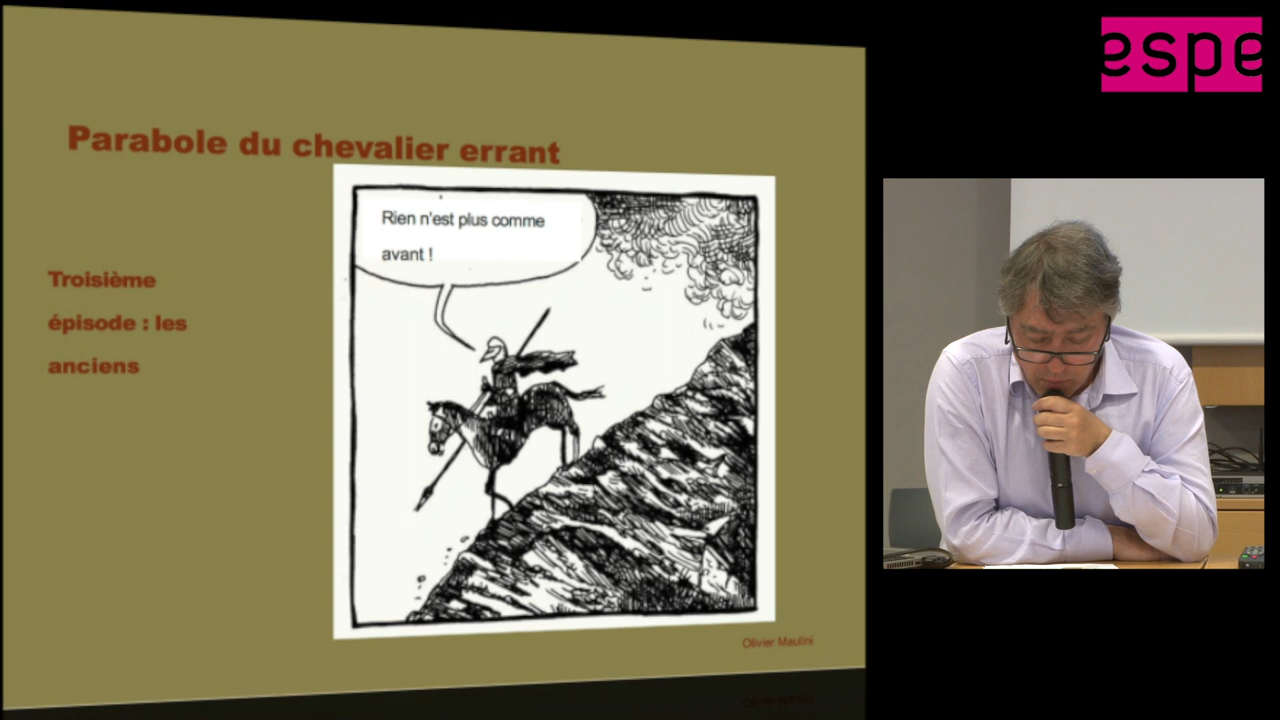 espe
Parabole du chevalier errant
Rien n'est plus comme
avant !
Troisième
épisode : les
anciens
Olivier Maulini